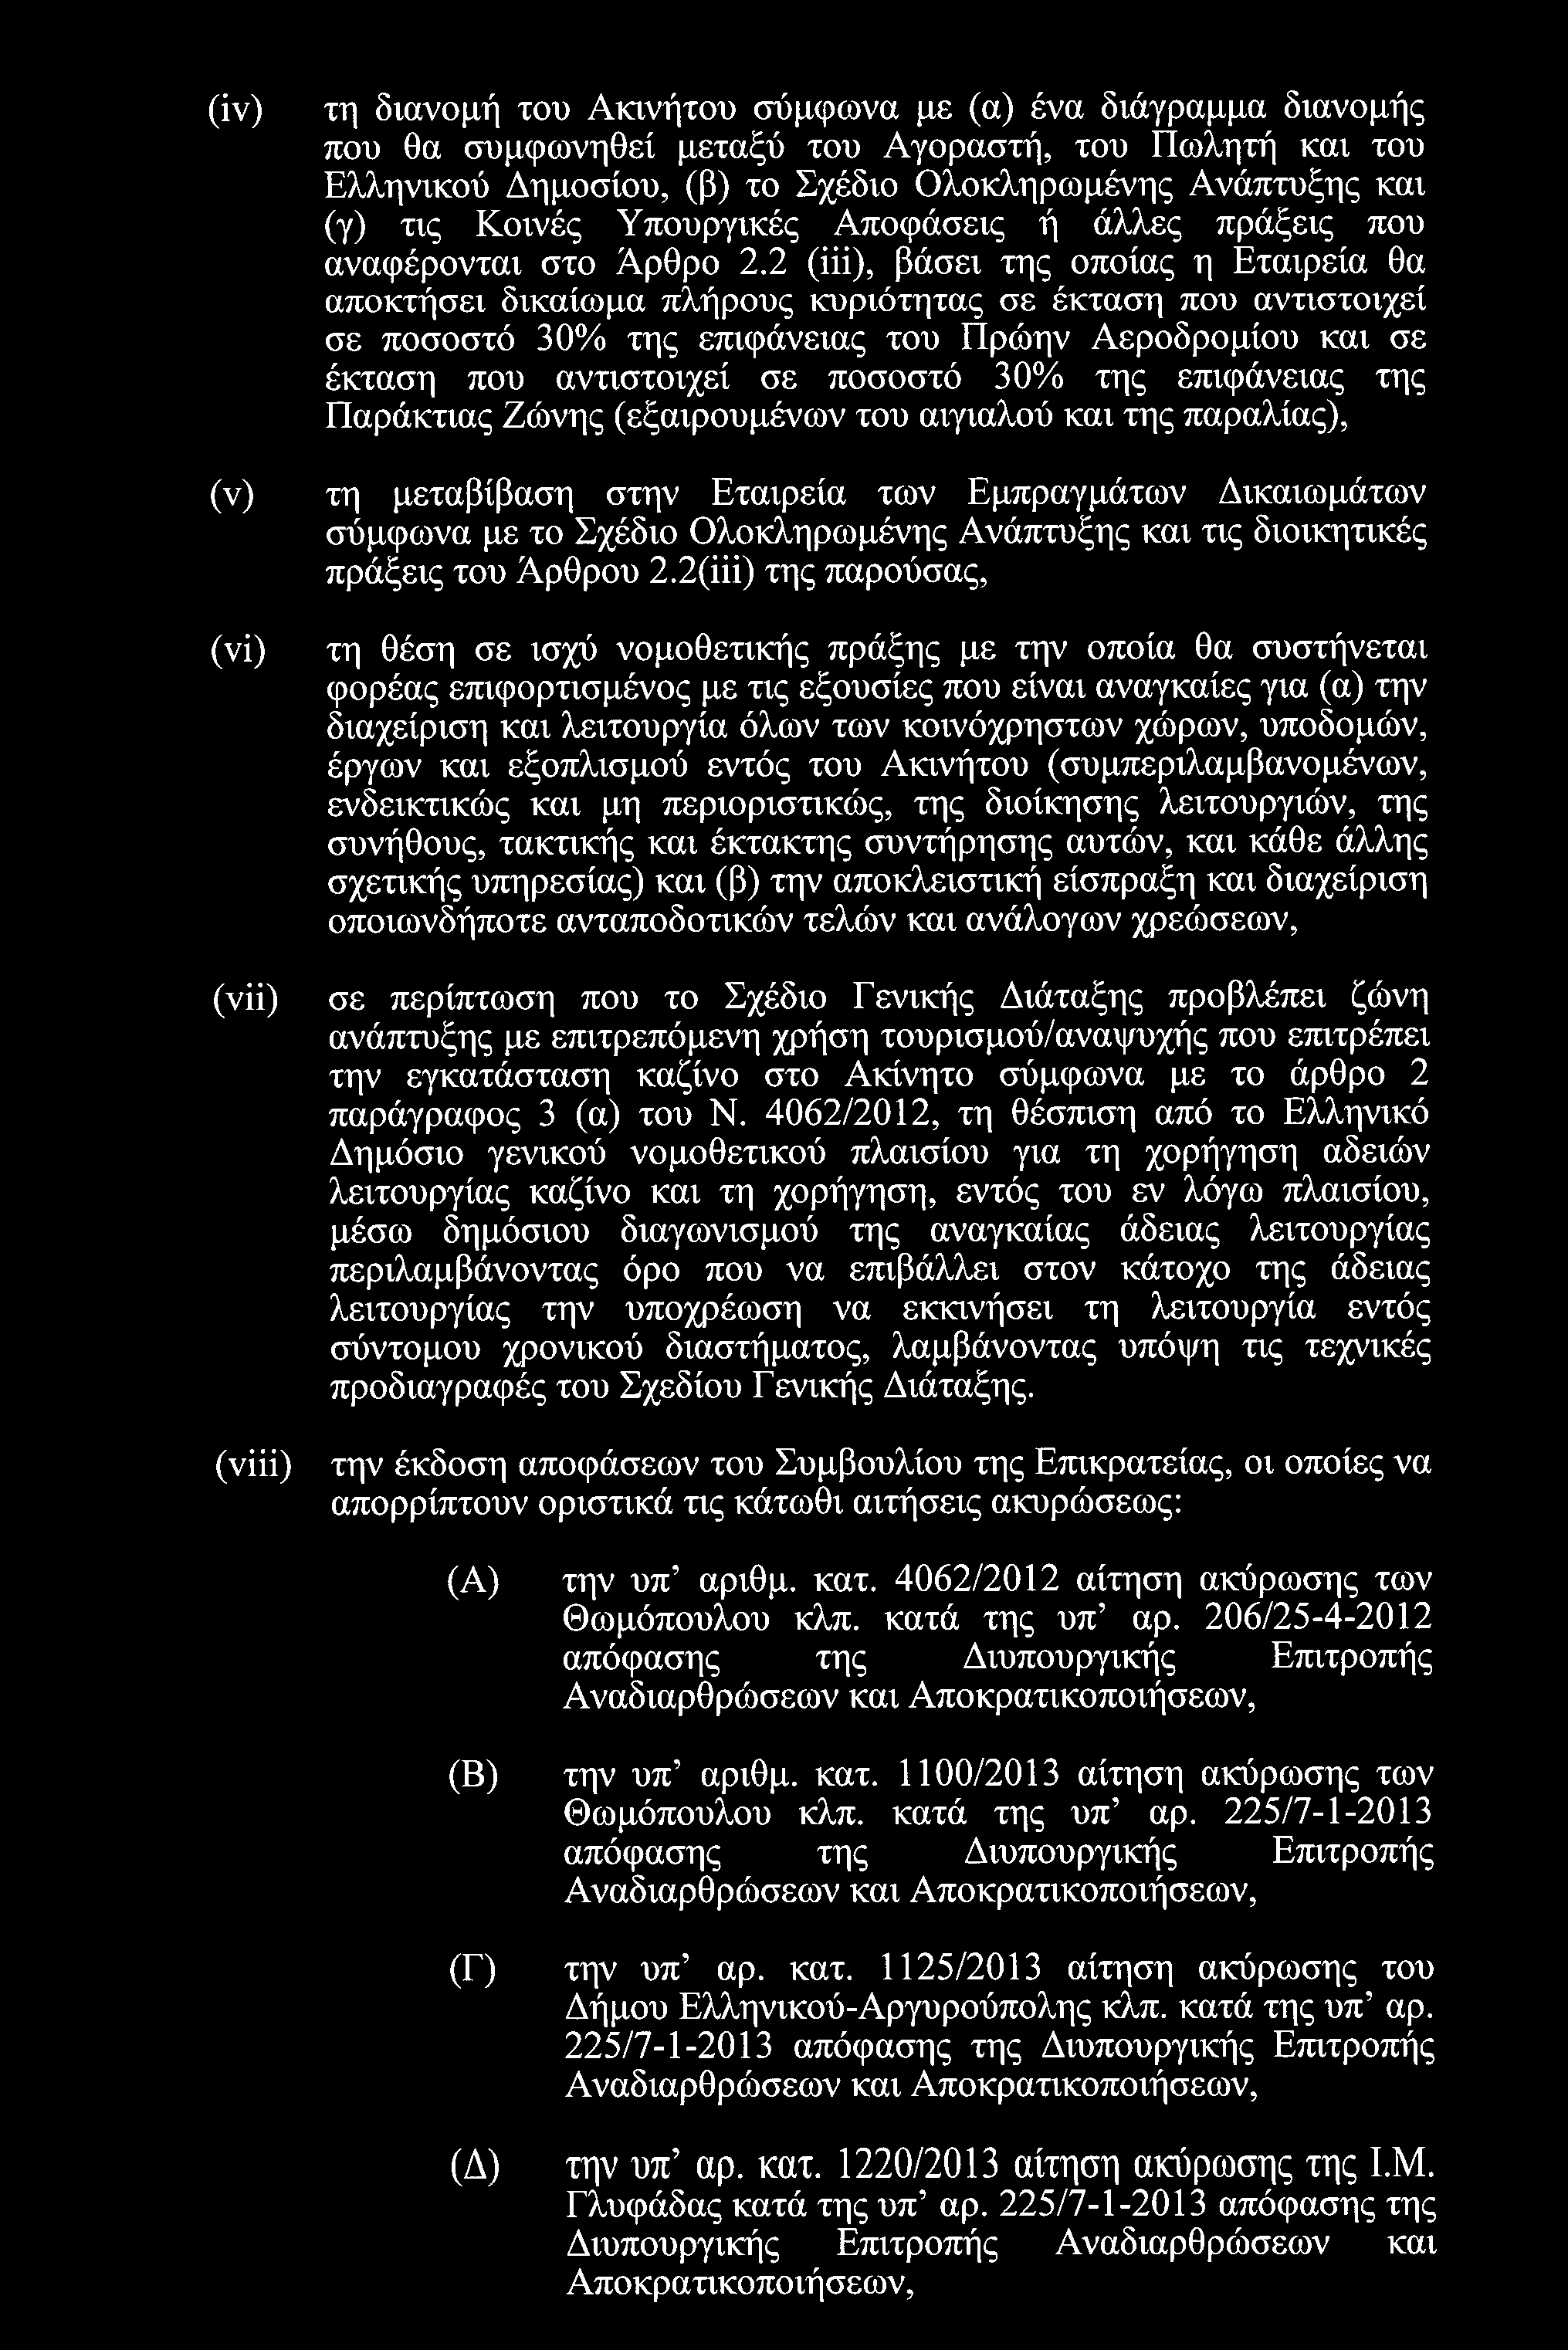 (iv) τη διανομή του Ακινήτου σύμφωνα με (α) ένα διάγραμμα διανομής
που θα συμφωνηθεί μεταξύ του Αγοραστή, του Πωλητή και του
Ελληνικού Δημοσίου, (β) το Σχέδιο Ολοκληρωμένης Ανάπτυξης και
(γ) τις Κοινές Υπουργικές Αποφάσεις ή άλλες πράξεις που
αναφέρονται στο Άρθρο 2.2 (iii), βάσει της οποίας η Εταιρεία θα
αποκτήσει δικαίωμα πλήρους κυριότητας σε έκταση που αντιστοιχεί
σε ποσοστό 30% της επιφάνειας του Πρώην Αεροδρομίου και σε
έκταση που αντιστοιχεί σε ποσοστό 30% της επιφάνειας της
Παράκτιας Ζώνης (εξαιρουμένων του αιγιαλού και της παραλίας),
(v) τη μεταβίβαση στην Εταιρεία των Εμπραγμάτων Δικαιωμάτων
σύμφωνα με το Σχέδιο Ολοκληρωμένης Ανάπτυξης και τις διοικητικές
πράξεις του Άρθρου 2.2(iii) της παρούσας,
(vi) τη θέση σε ισχύ νομοθετικής πράξης με την οποία θα συστήνεται
φορέας επιφορτισμένος με τις εξουσίες που είναι αναγκαίες για (α) την
διαχείριση και λειτουργία όλων των κοινόχρηστων χώρων, υποδομών,
έργων και εξοπλισμού εντός του Ακινήτου (συμπεριλαμβανομένων,
ενδεικτικώς και μη περιοριστικώς, της διοίκησης λειτουργιών, της
συνήθους, τακτικής και έκτακτης συντήρησης αυτών, και κάθε άλλης
σχετικής υπηρεσίας) και (β) την αποκλειστική είσπραξη και διαχείριση
οποιωνδήποτε ανταποδοτικών τελών και ανάλογων χρεώσεων,
(vii) σε περίπτωση που το Σχέδιο Γενικής Διάταξης προβλέπει ζώνη
ανάπτυξης με επιτρεπόμενη χρήση τουρισμού/αναψυχής που επιτρέπει
την εγκατάσταση καζίνο στο Ακίνητο σύμφωνα με το άρθρο 2
παράγραφος 3 (α) του Ν. 4062/2012, τη θέσπιση από το Ελληνικό
Δημόσιο γενικού νομοθετικού πλαισίου για τη χορήγηση αδειών
λειτουργίας καζίνο και τη χορήγηση, εντός του εν λόγω πλαισίου,
μέσω δημόσιου διαγωνισμού της αναγκαίας άδειας λειτουργίας
περιλαμβάνοντας όρο που να επιβάλλει στον κάτοχο της άδειας
λειτουργίας την υποχρέωση να εκκινήσει τη λειτουργία εντός
σύντομου χρονικού διαστήματος, λαμβάνοντας υπόψη τις τεχνικές
προδιαγραφές του Σχεδίου Γενικής Διάταξης.
(viii) την έκδοση αποφάσεων του Συμβουλίου της Επικρατείας, οι οποίες να
απορρίπτουν οριστικά τις κάτωθι αιτήσεις ακυρώσεως:
(Α) την υπ’ αριθμ. κατ. 4062/2012 αίτηση ακύρωσης των
Θωμόπουλου κλπ. κατά της υπ’ αρ. 206/25-4-2012
απόφασης της Διυπουργικής Επιτροπής
Αναδιαρθρώσεων και Αποκρατικοποιήσεων,
(Β) την υπ’ αριθμ. κατ. 1100/2013 αίτηση ακύρωσης των
Θωμόπουλου κλπ. κατά της υπ’ αρ. 225/7-1-2013
απόφασης της Διυπουργικής Επιτροπής
Αναδιαρθρώσεων και Αποκρατικοποιήσεων,
(Γ) την υπ’ αρ. κατ. 1125/2013 αίτηση ακύρωσης του
Δήμου Ελληνικού-Αργυρούπολης κλπ. κατά της υπ’ αρ.
225/7-1-2013 απόφασης της Διυπουργικής Επιτροπής
Αναδιαρθρώσεων και Αποκρατικοποιήσεων,
(Δ) την υπ’ αρ. κατ. 1220/2013 αίτηση ακύρωσης της Ι.Μ.
Γλυφάδας κατά της υπ’ αρ. 225/7-1-2013 απόφασης της
Διυπουργικής Επιτροπής Αναδιαρθρώσεων και
Αποκρατικοποιήσεων,